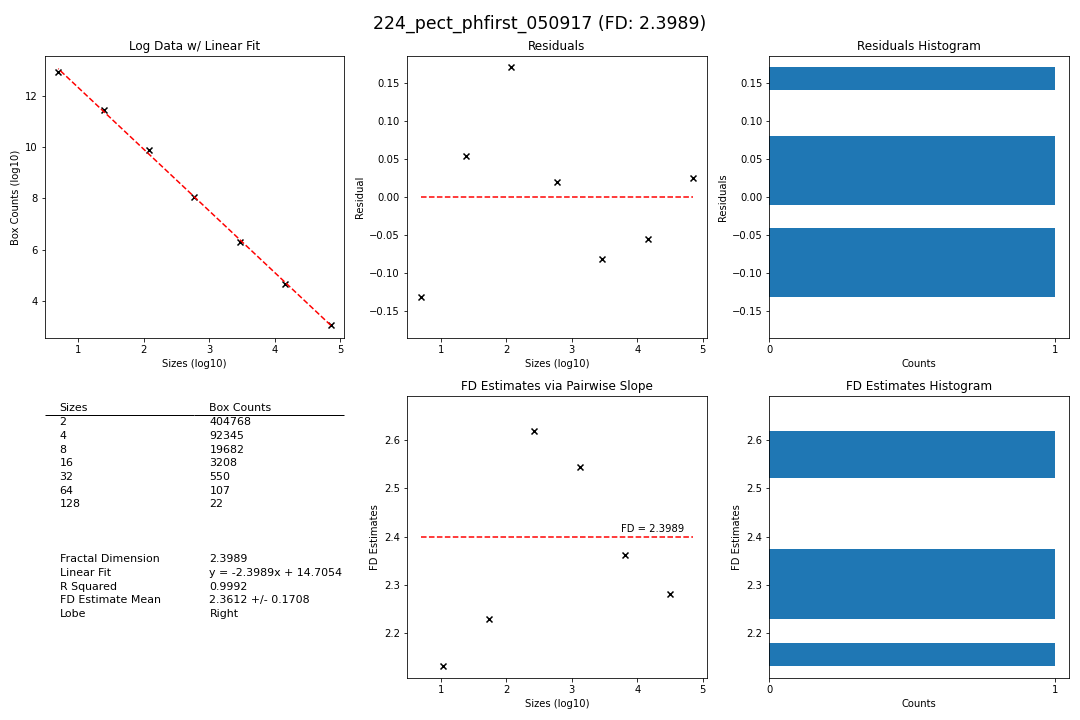 224_pect_phfirst_050917 (FD: 2.3989)
Log Data w/ Linear Fit
Box Counts (log10)
12
10
8
6
4
1 2 3 4 5
Sizes (log10)
Residuals
Residual
0.15
0.10
0.05
0.00
−0.05
−0.10
−0.15
1 2 3 4 5
Sizes (log10)
Residuals Histogram
Residuals
0.15
0.10
0.05
0.00
−0.05
−0.10
−0.15
0 1
Counts
Sizes Box Counts
2 404768
4 92345
8 19682
16 3208
32 550
64 107
128 22
Fractal Dimension 2.3989
Linear Fit y = -2.3989x + 14.7054
R Squared 0.9992
FD Estimate Mean 2.3612 +/- 0.1708
Lobe Right
FD Estimates via Pairwise Slope
FD Estimates
2.6
2.5
2.4
2.3
2.2
FD = 2.3989
1 2 3 4 5
Sizes (log10)
FD Estimates Histogram
FD Estimates
2.6
2.5
2.4
2.3
2.2
0 1
Counts